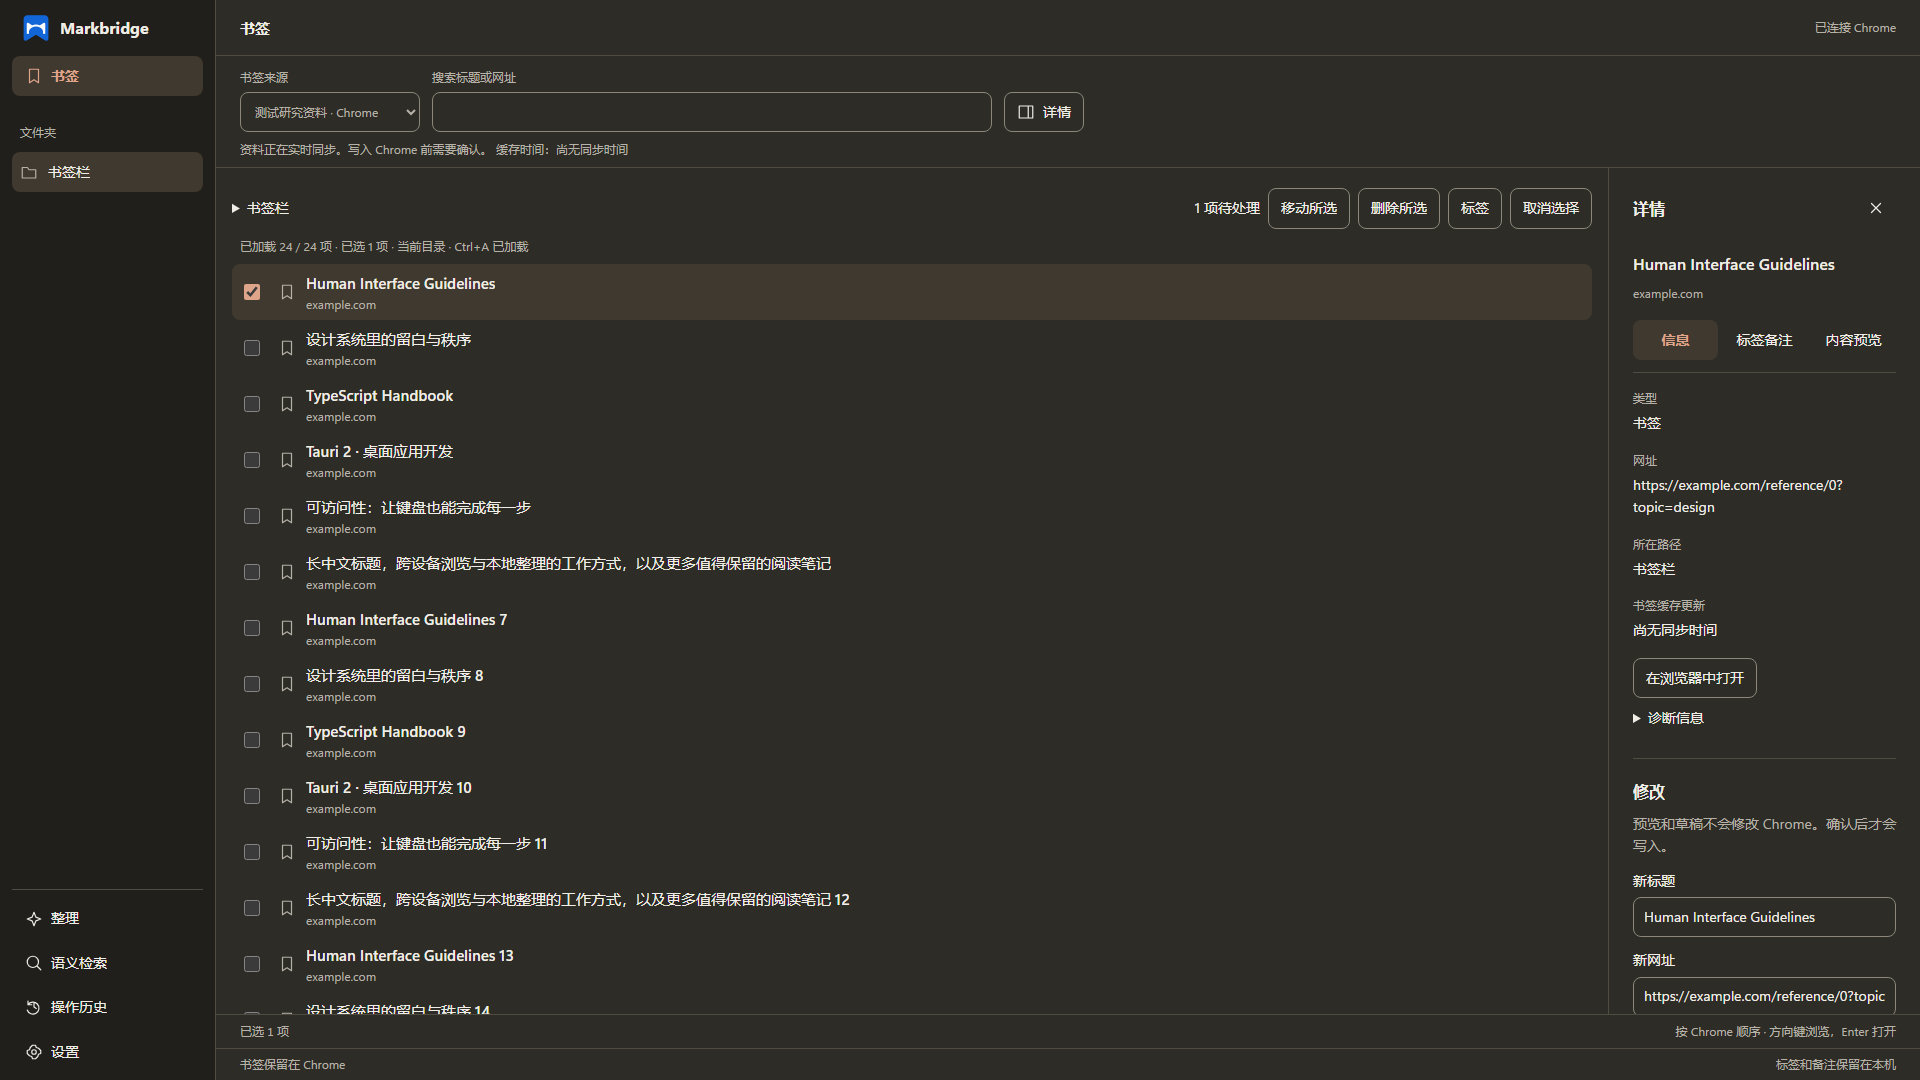 Markbridge
书签
文件夹
书签栏
整理
语义检索
操作历史
设置
书签
已连接 Chrome
书签来源
搜索标题或网址
测试研究资料 · Chrome
详情
资料正在实时同步。写入 Chrome 前需要确认。 缓存时间：尚无同步时间
书签栏
1 项待处理
移动所选
删除所选
标签
取消选择
已加载 24 / 24 项 · 已选 1 项 · 当前目录 · Ctrl+A 已加载
Human Interface Guidelines
example.com
设计系统里的留白与秩序
example.com
TypeScript Handbook
example.com
Tauri 2 · 桌面应用开发
example.com
可访问性：让键盘也能完成每一步
example.com
长中文标题，跨设备浏览与本地整理的工作方式，以及更多值得保留的阅读笔记
example.com
Human Interface Guidelines 7
example.com
设计系统里的留白与秩序 8
example.com
TypeScript Handbook 9
example.com
Tauri 2 · 桌面应用开发 10
example.com
可访问性：让键盘也能完成每一步 11
example.com
长中文标题，跨设备浏览与本地整理的工作方式，以及更多值得保留的阅读笔记 12
example.com
Human Interface Guidelines 13
example.com
设计系统里的留白与秩序 14
详情
Human Interface Guidelines
example.com
信息
标签备注
内容预览
类型
书签
网址
https://example.com/reference/0?
topic=design
所在路径
书签栏
书签缓存更新
尚无同步时间
在浏览器中打开
诊断信息
修改
预览和草稿不会修改 Chrome。确认后才会
写入。
新标题
Human Interface Guidelines
新网址
https://example.com/reference/0?topic
已选 1 项
按 Chrome 顺序 · 方向键浏览，Enter 打开
书签保留在 Chrome
标签和备注保留在本机